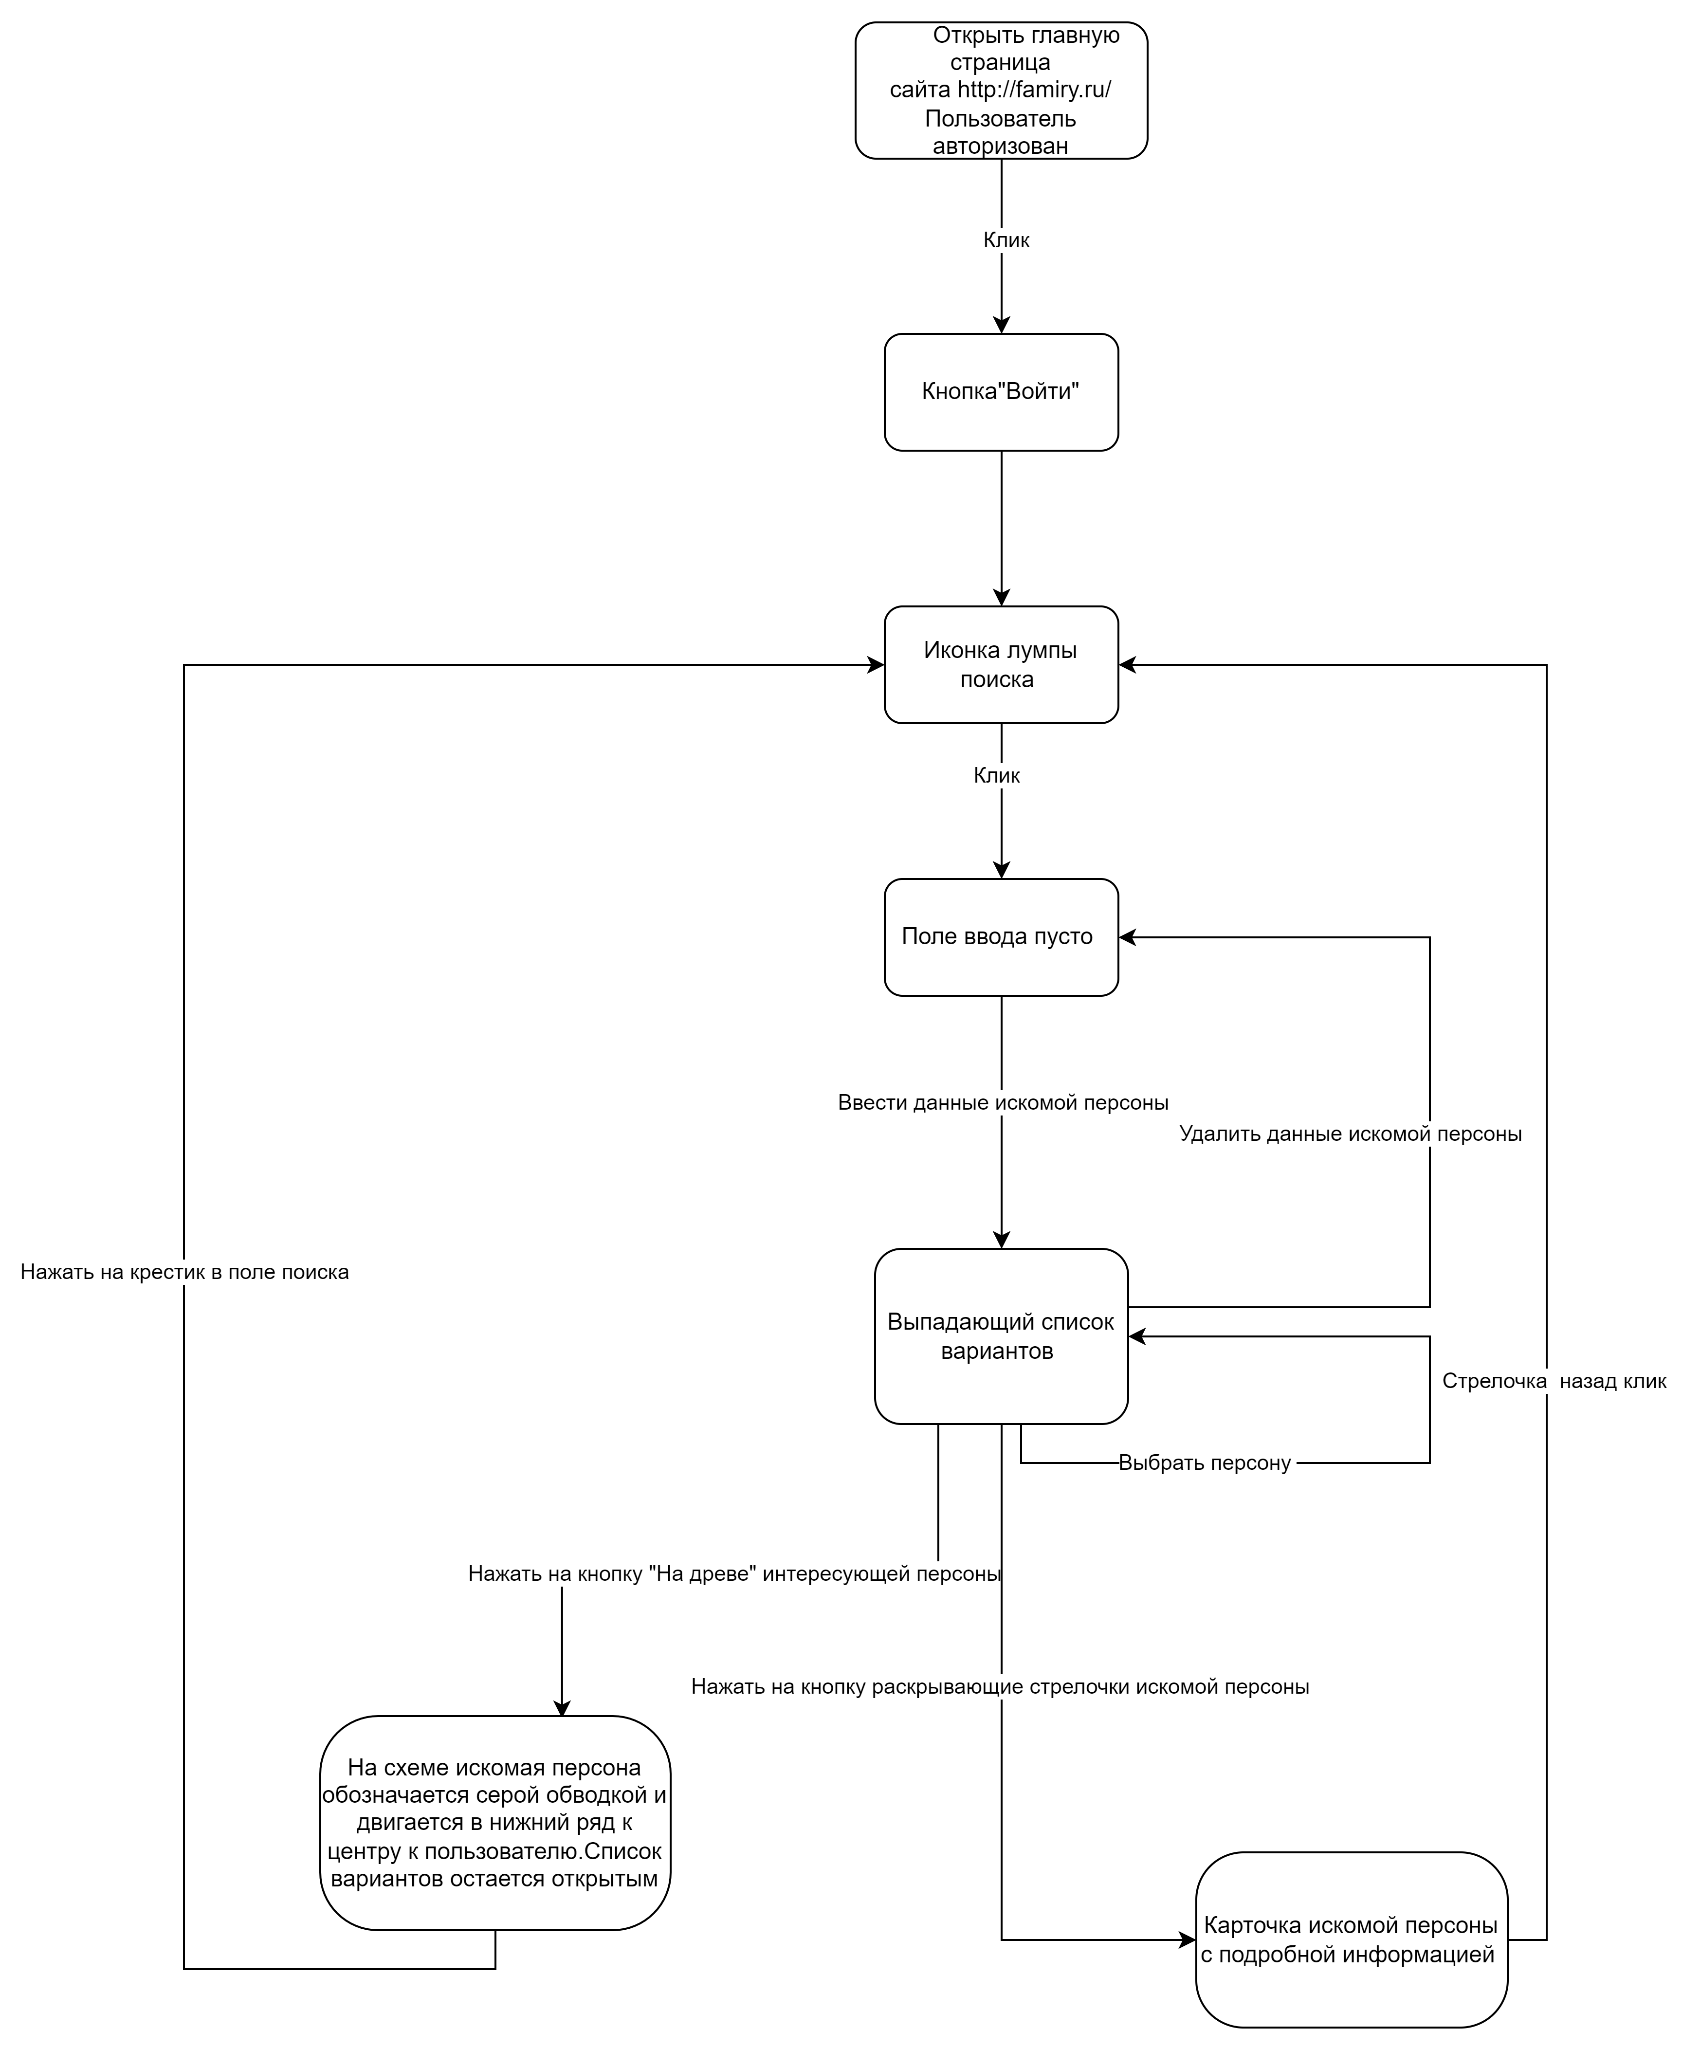 Открыть главную
страница
сайта http://famiry.ru/
Пользователь
авторизован
Клик
Кнопка"Войти"
Иконка лумпы
поиска
Клик
Поле ввода пусто
Ввести данные искомой персоны
Удалить данные искомой персоны
Нажать на крестик в поле поиска
Выпадающий список
вариантов
Стрелочка  назад клик
Выбрать персону
Нажать на кнопку "На древе" интересующей персоны
Нажать на кнопку раскрывающие стрелочки искомой персоны
На схеме искомая персона
обозначается серой обводкой и
двигается в нижний ряд к
центру к пользователю.Список
вариантов остается открытым
Карточка искомой персоны
с подробной информацией